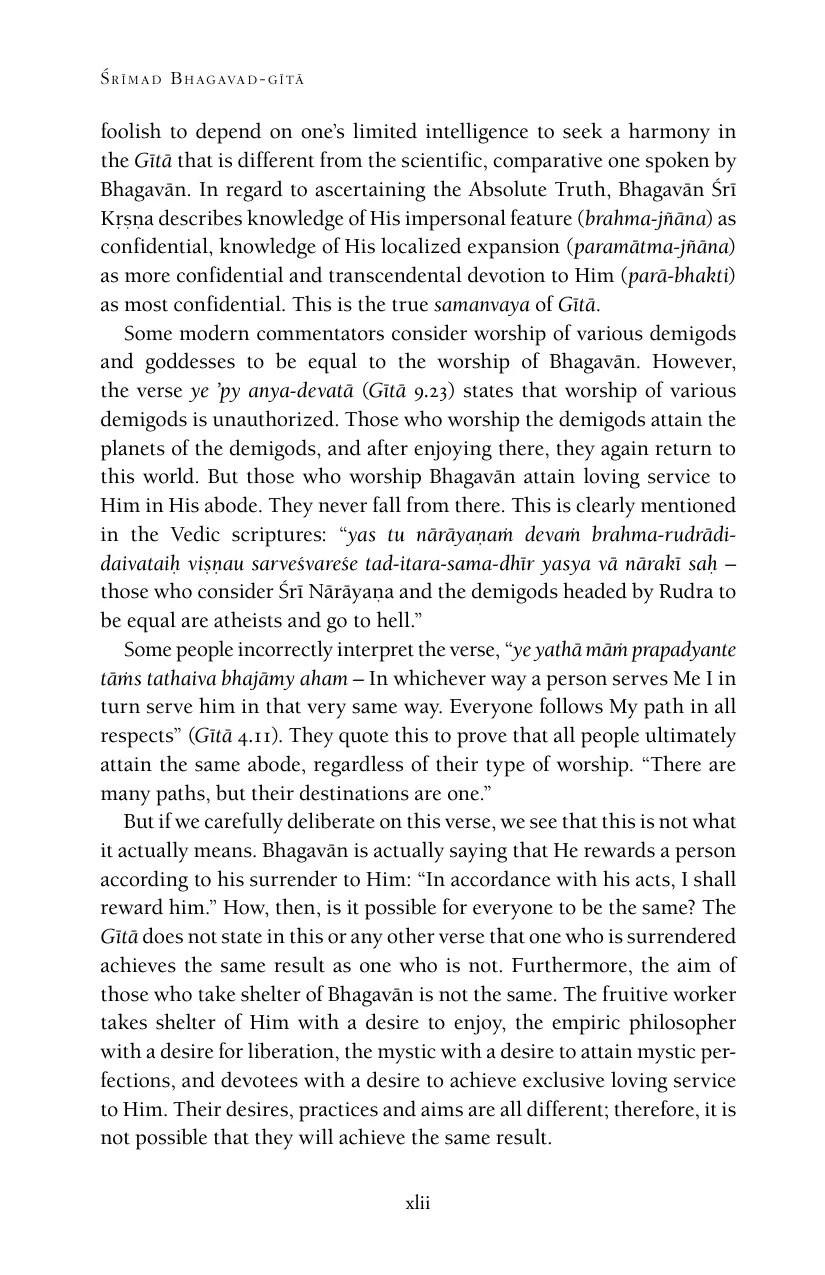 Śrīmad Bhagavad-gītā
foolish to depend on one’s limited intelligence to seek a harmony in
the Gītā that is different from the scientific, comparative one spoken by
Bhagavān. In regard to ascertaining the Absolute Truth, Bhagavān Śrī
Kṛṣṇa describes knowledge of His impersonal feature (brahma-jñāna) as
confidential, knowledge of His localized expansion (paramātma-jñāna)
as more confidential and transcendental devotion to Him (parā-bhakti)
as most confidential. This is the true samanvaya of Gītā.
Some modern commentators consider worship of various demigods
and goddesses to be equal to the worship of Bhagavān. However,
the verse ye ’py anya-devatā (Gītā 9.23) states that worship of various
demigods is unauthorized. Those who worship the demigods attain the
planets of the demigods, and after enjoying there, they again return to
this world. But those who worship Bhagavān attain loving service to
Him in His abode. They never fall from there. This is clearly mentioned
in the Vedic scriptures: “yas tu nārāyaṇaṁ devaṁ brahma-rudrādi-
daivataiḥ viṣṇau sarveśvareśe tad-itara-sama-dhīr yasya vā nārakī saḥ –
those who consider Śrī Nārāyaṇa and the demigods headed by Rudra to
be equal are atheists and go to hell.”
Some people incorrectly interpret the verse, “ye yathā māṁ prapadyante
tāṁs tathaiva bhajāmy aham – In whichever way a person serves Me I in
turn serve him in that very same way. Everyone follows My path in all
respects” (Gītā 4.11). They quote this to prove that all people ultimately
attain the same abode, regardless of their type of worship. “There are
many paths, but their destinations are one.”
But if we carefully deliberate on this verse, we see that this is not what
it actually means. Bhagavān is actually saying that He rewards a person
according to his surrender to Him: “In accordance with his acts, I shall
reward him.” How, then, is it possible for everyone to be the same? The
Gītā does not state in this or any other verse that one who is surrendered
achieves the same result as one who is not. Furthermore, the aim of
those who take shelter of Bhagavān is not the same. The fruitive worker
takes shelter of Him with a desire to enjoy, the empiric philosopher
with a desire for liberation, the mystic with a desire to attain mystic per-
fections, and devotees with a desire to achieve exclusive loving service
to Him. Their desires, practices and aims are all different; therefore, it is
not possible that they will achieve the same result.
xlii